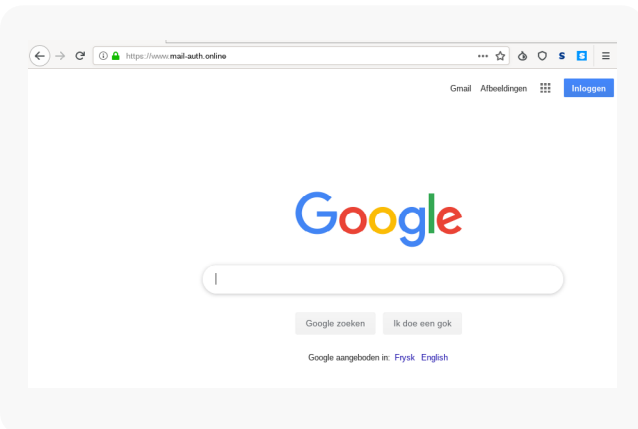 https://www.mail-auth.online
Gmail Afbeeldingen Inloggen
Google
Google zoeken Ik doe een gok
Google aangeboden in: Frysk English